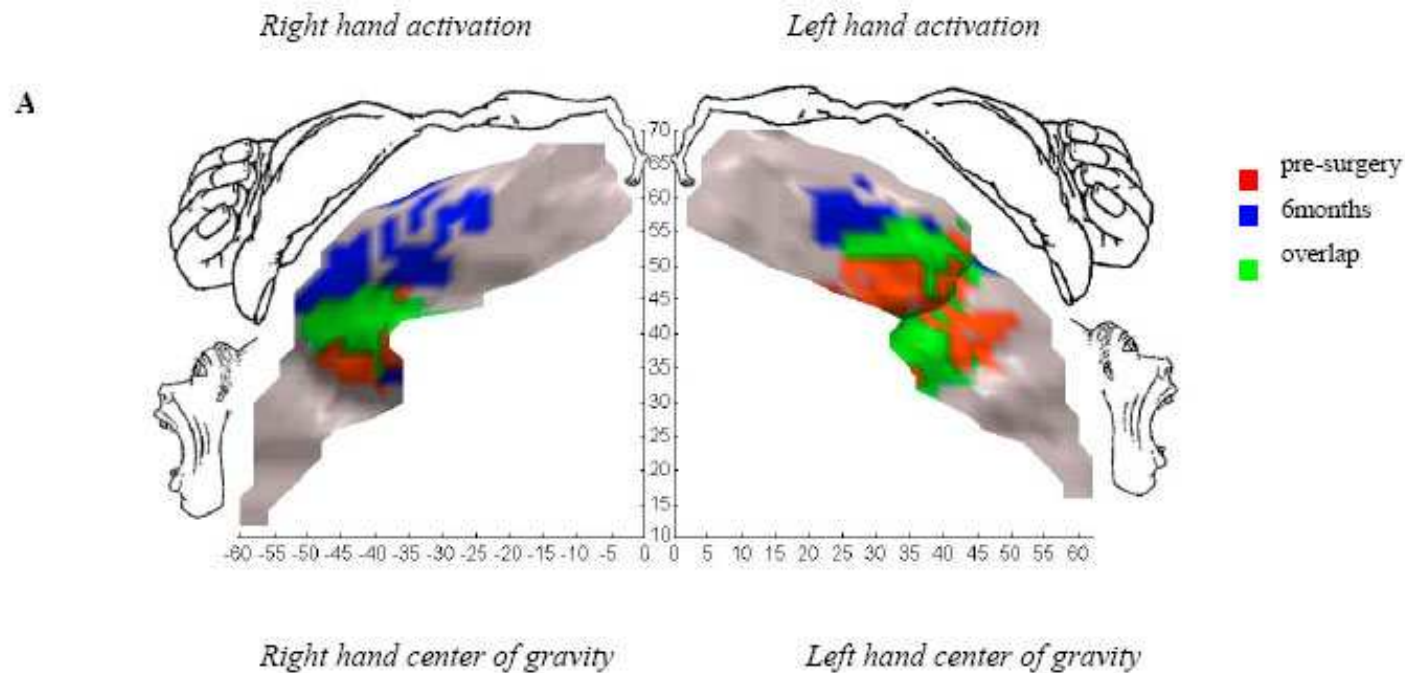 Right hand activation Left hand activation
A
pre-surgery
6months
overlap
70
65
60
55
50
45
40
35
30
25
20
15
10
-60 -55 -50 -45 -40 -35 -30 -25 -20 -15 -10 -5 0 0 5 10 15 20 25 30 35 40 45 50 55 60
Right hand center of gravity Left hand center of gravity